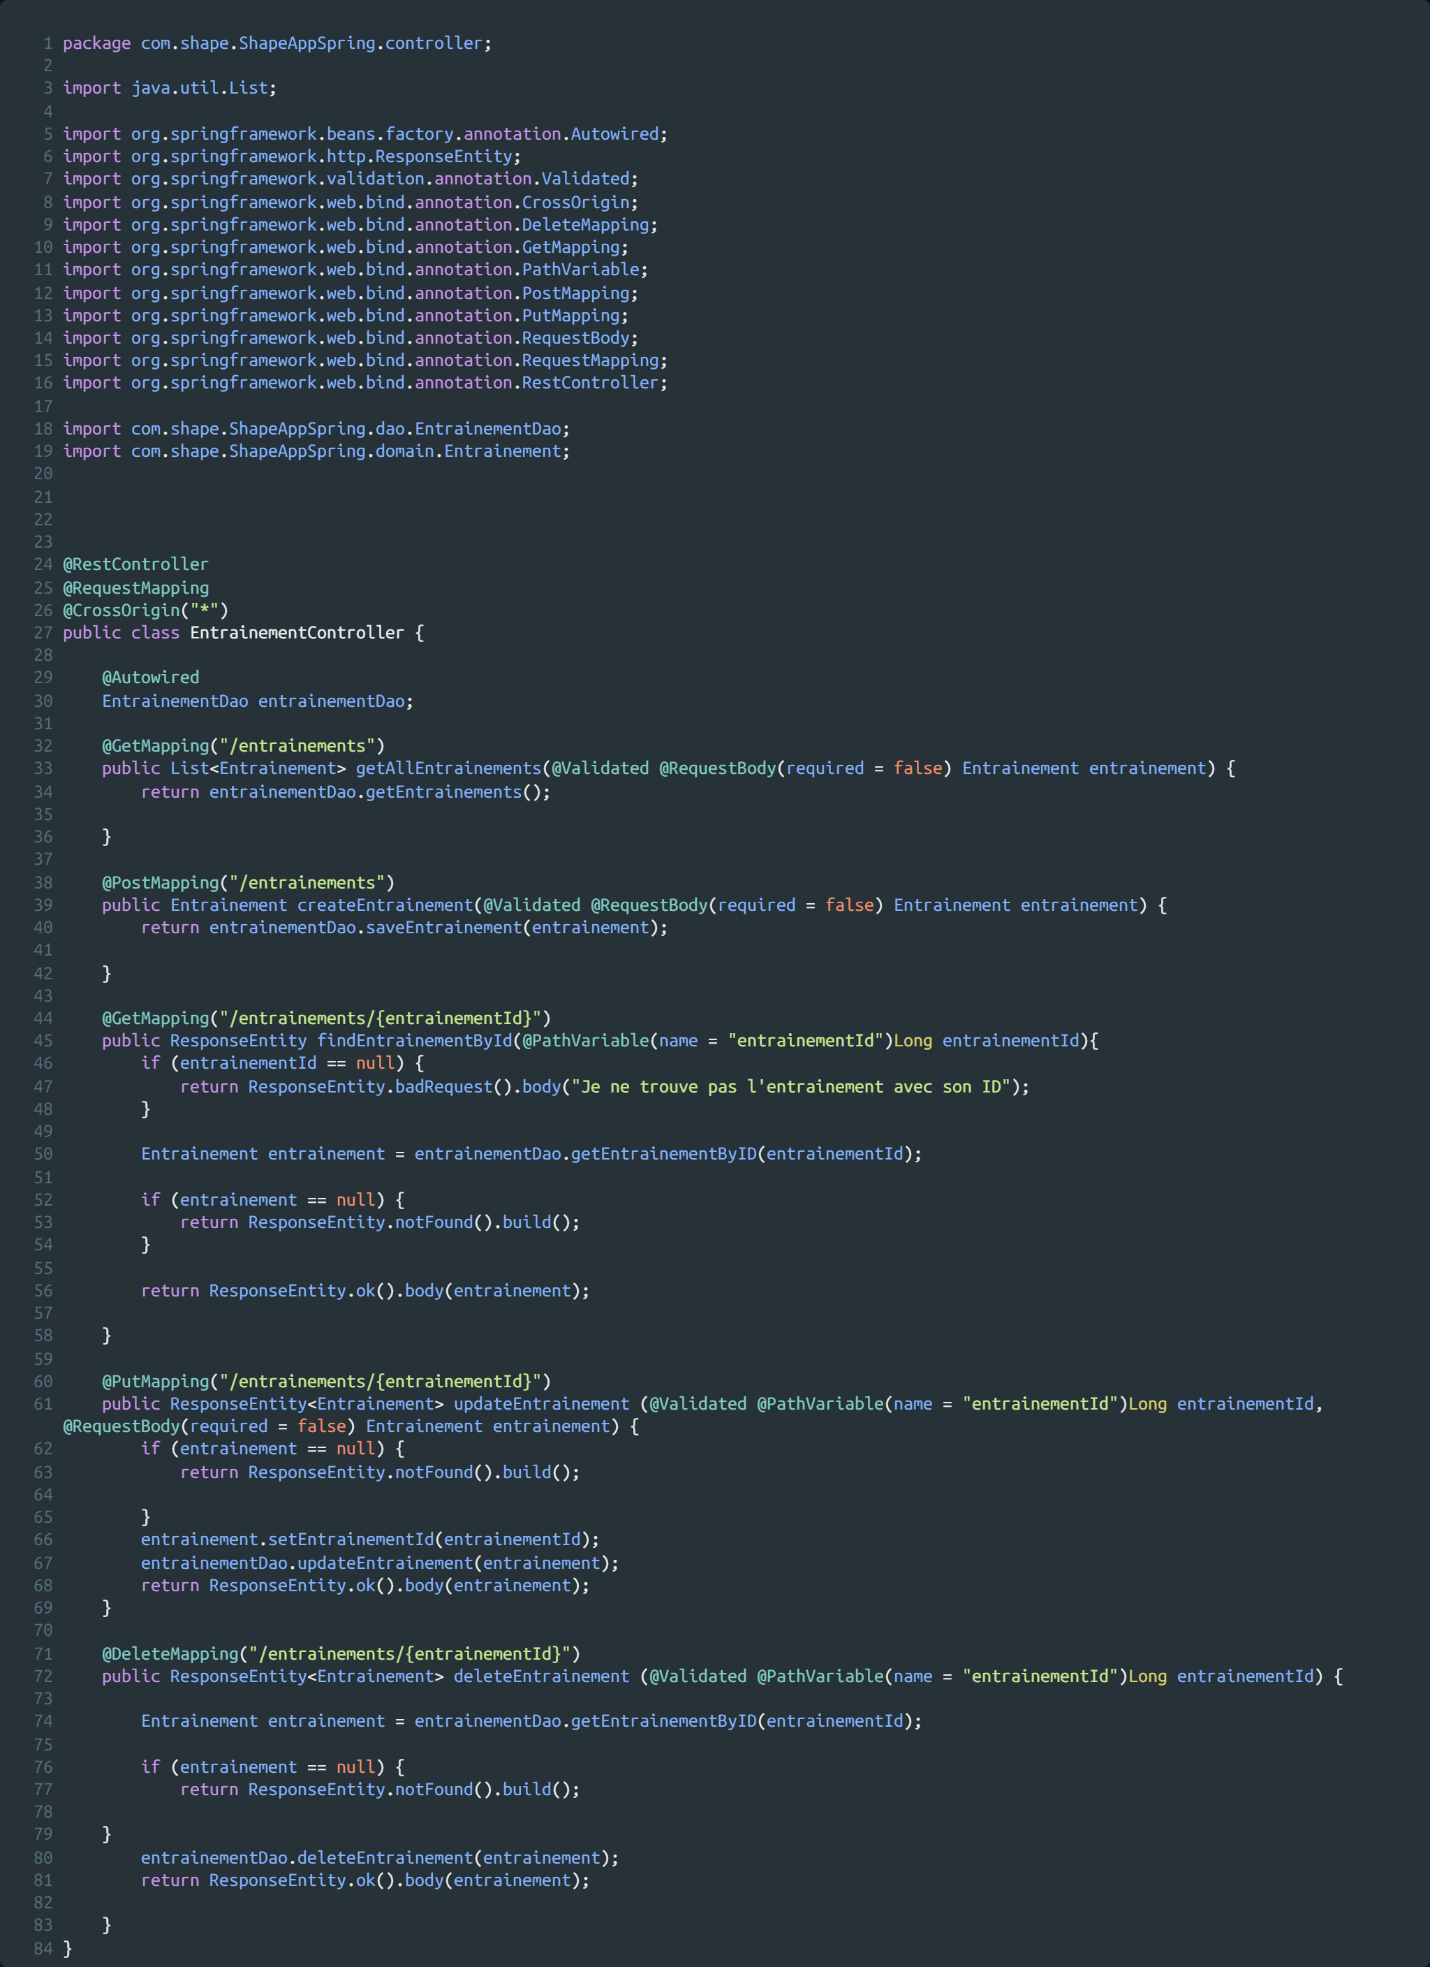 1 package com.shape.ShapeAppSpring.controller;
2
3 import java.util.List;
4
5 import org.springframework.beans.factory.annotation.Autowired;
6 import org.springframework.http.ResponseEntity;
7 import org.springframework.validation.annotation.Validated;
8 import org.springframework.web.bind.annotation.CrossOrigin;
9 import org.springframework.web.bind.annotation.DeleteMapping;
10 import org.springframework.web.bind.annotation.GetMapping;
11 import org.springframework.web.bind.annotation.PathVariable;
12 import org.springframework.web.bind.annotation.PostMapping;
13 import org.springframework.web.bind.annotation.PutMapping;
14 import org.springframework.web.bind.annotation.RequestBody;
15 import org.springframework.web.bind.annotation.RequestMapping;
16 import org.springframework.web.bind.annotation.RestController;
17
18 import com.shape.ShapeAppSpring.dao.EntrainementDao;
19 import com.shape.ShapeAppSpring.domain.Entrainement;
20
21
22
23
24 @RestController
25 @RequestMapping
26 @CrossOrigin("*")
27 public class EntrainementController {
28
29     @Autowired
30     EntrainementDao entrainementDao;
31
32     @GetMapping("/entrainements")
33     public List<Entrainement> getAllEntrainements(@Validated @RequestBody(required = false) Entrainement entrainement) {
34         return entrainementDao.getEntrainements();
35
36     }
37
38     @PostMapping("/entrainements")
39     public Entrainement createEntrainement(@Validated @RequestBody(required = false) Entrainement entrainement) {
40         return entrainementDao.saveEntrainement(entrainement);
41
42     }
43
44     @GetMapping("/entrainements/{entrainementId}")
45     public ResponseEntity findEntrainementById(@PathVariable(name = "entrainementId")Long entrainementId){
46         if (entrainementId == null) {
47             return ResponseEntity.badRequest().body("Je ne trouve pas l'entrainement avec son ID");
48         }
49
50         Entrainement entrainement = entrainementDao.getEntrainementByID(entrainementId);
51
52         if (entrainement == null) {
53             return ResponseEntity.notFound().build();
54         }
55
56         return ResponseEntity.ok().body(entrainement);
57
58     }
59
60     @PutMapping("/entrainements/{entrainementId}")
61     public ResponseEntity<Entrainement> updateEntrainement (@Validated @PathVariable(name = "entrainementId")Long entrainementId,
@RequestBody(required = false) Entrainement entrainement) {
62         if (entrainement == null) {
63             return ResponseEntity.notFound().build();
64
65         }
66         entrainement.setEntrainementId(entrainementId);
67         entrainementDao.updateEntrainement(entrainement);
68         return ResponseEntity.ok().body(entrainement);
69     }
70
71     @DeleteMapping("/entrainements/{entrainementId}")
72     public ResponseEntity<Entrainement> deleteEntrainement (@Validated @PathVariable(name = "entrainementId")Long entrainementId) {
73
74         Entrainement entrainement = entrainementDao.getEntrainementByID(entrainementId);
75
76         if (entrainement == null) {
77             return ResponseEntity.notFound().build();
78
79     }
80         entrainementDao.deleteEntrainement(entrainement);
81         return ResponseEntity.ok().body(entrainement);
82
83     }
84 }